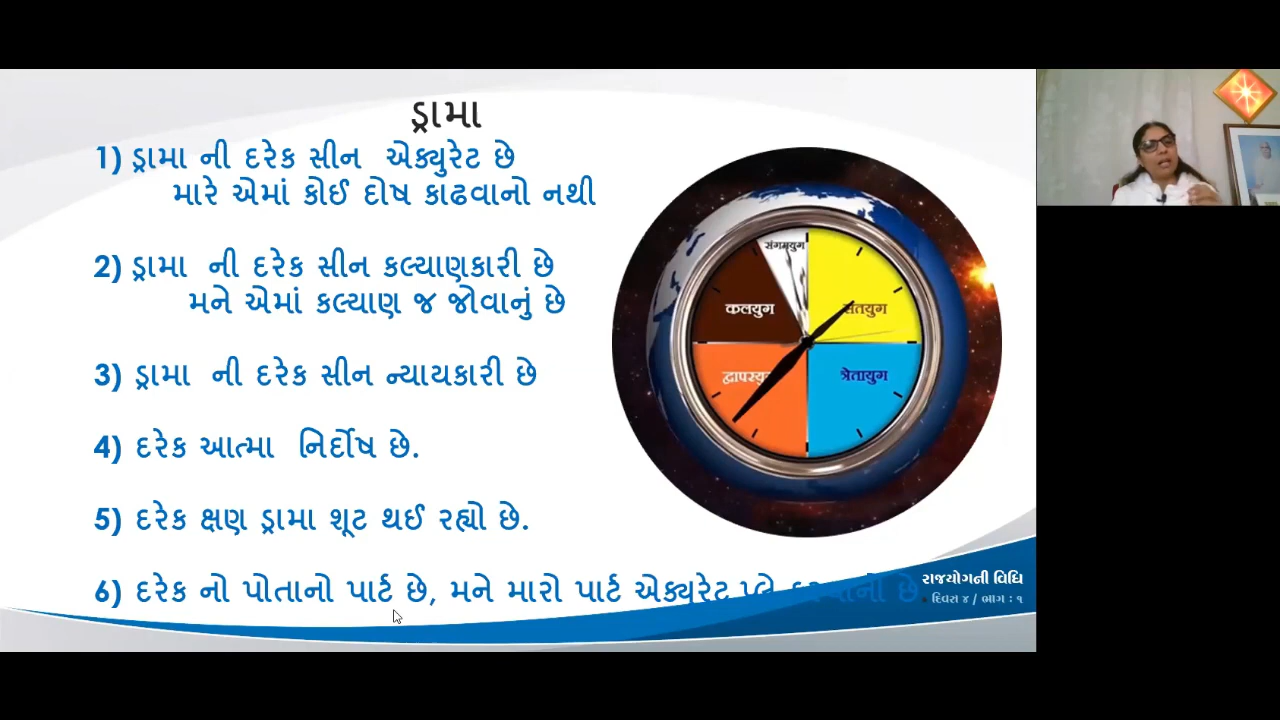 ડ્રામા
1) ડ્રામા ની દરેક સીન એક્યુરેટ છે
મારે એમાં કોઈ દોષ કાઢવાનો નથી
2) ડ્રામા ની દરેક સીન કલ્યાણકારી છે
મને એમાં કલ્યાણ જ જોવાનું છે
3) ડ્રામા ની દરેક સીન ન્યાયકારી છે
4) દરેક આત્મા નિર્દોષ છે.
5) દરેક ક્ષણ ડ્રામા શૂટ થઈ રહ્યો છે.
6) દરેક નો પોતાનો પાર્ટ છે, મને મારો પાર્ટ એક્યુરેટ પ્લે કરવાનો છે.
संगमयुग
कलयुग
सतयुग
द्वापरयुग
त्रेतायुग
રાજયોગની વિધિ
દિવસ ૪ / ભાગ : ૧